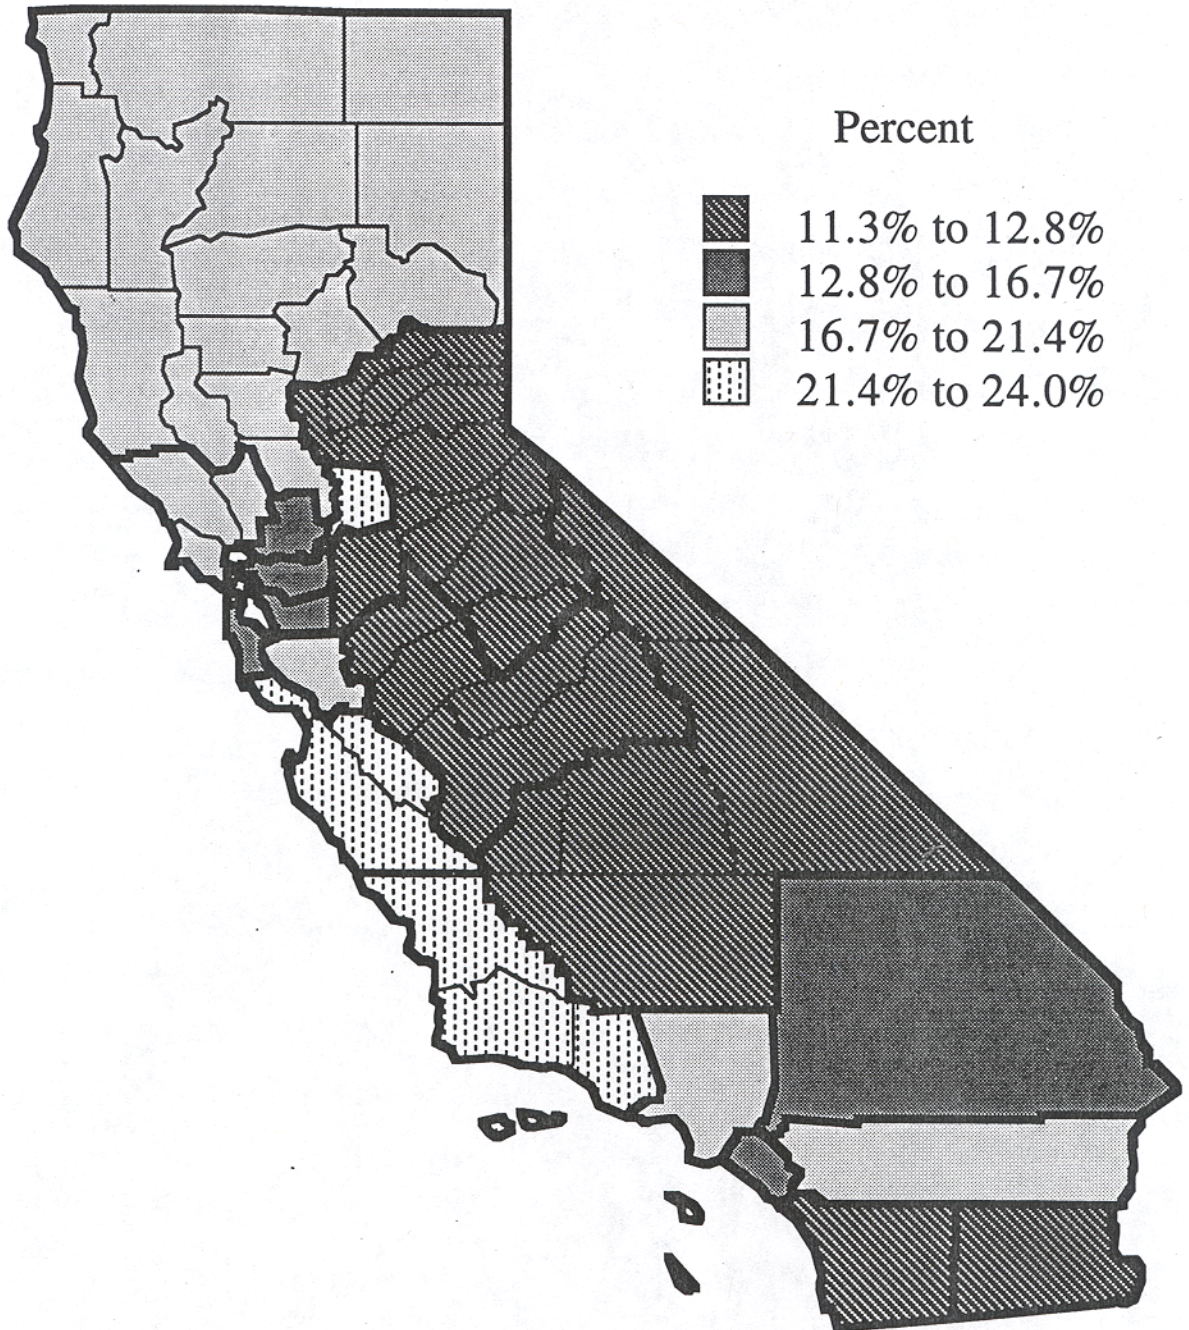 Percent
11.3% to 12.8%
12.8% to 16.7%
16.7% to 21.4%
21.4% to 24.0%